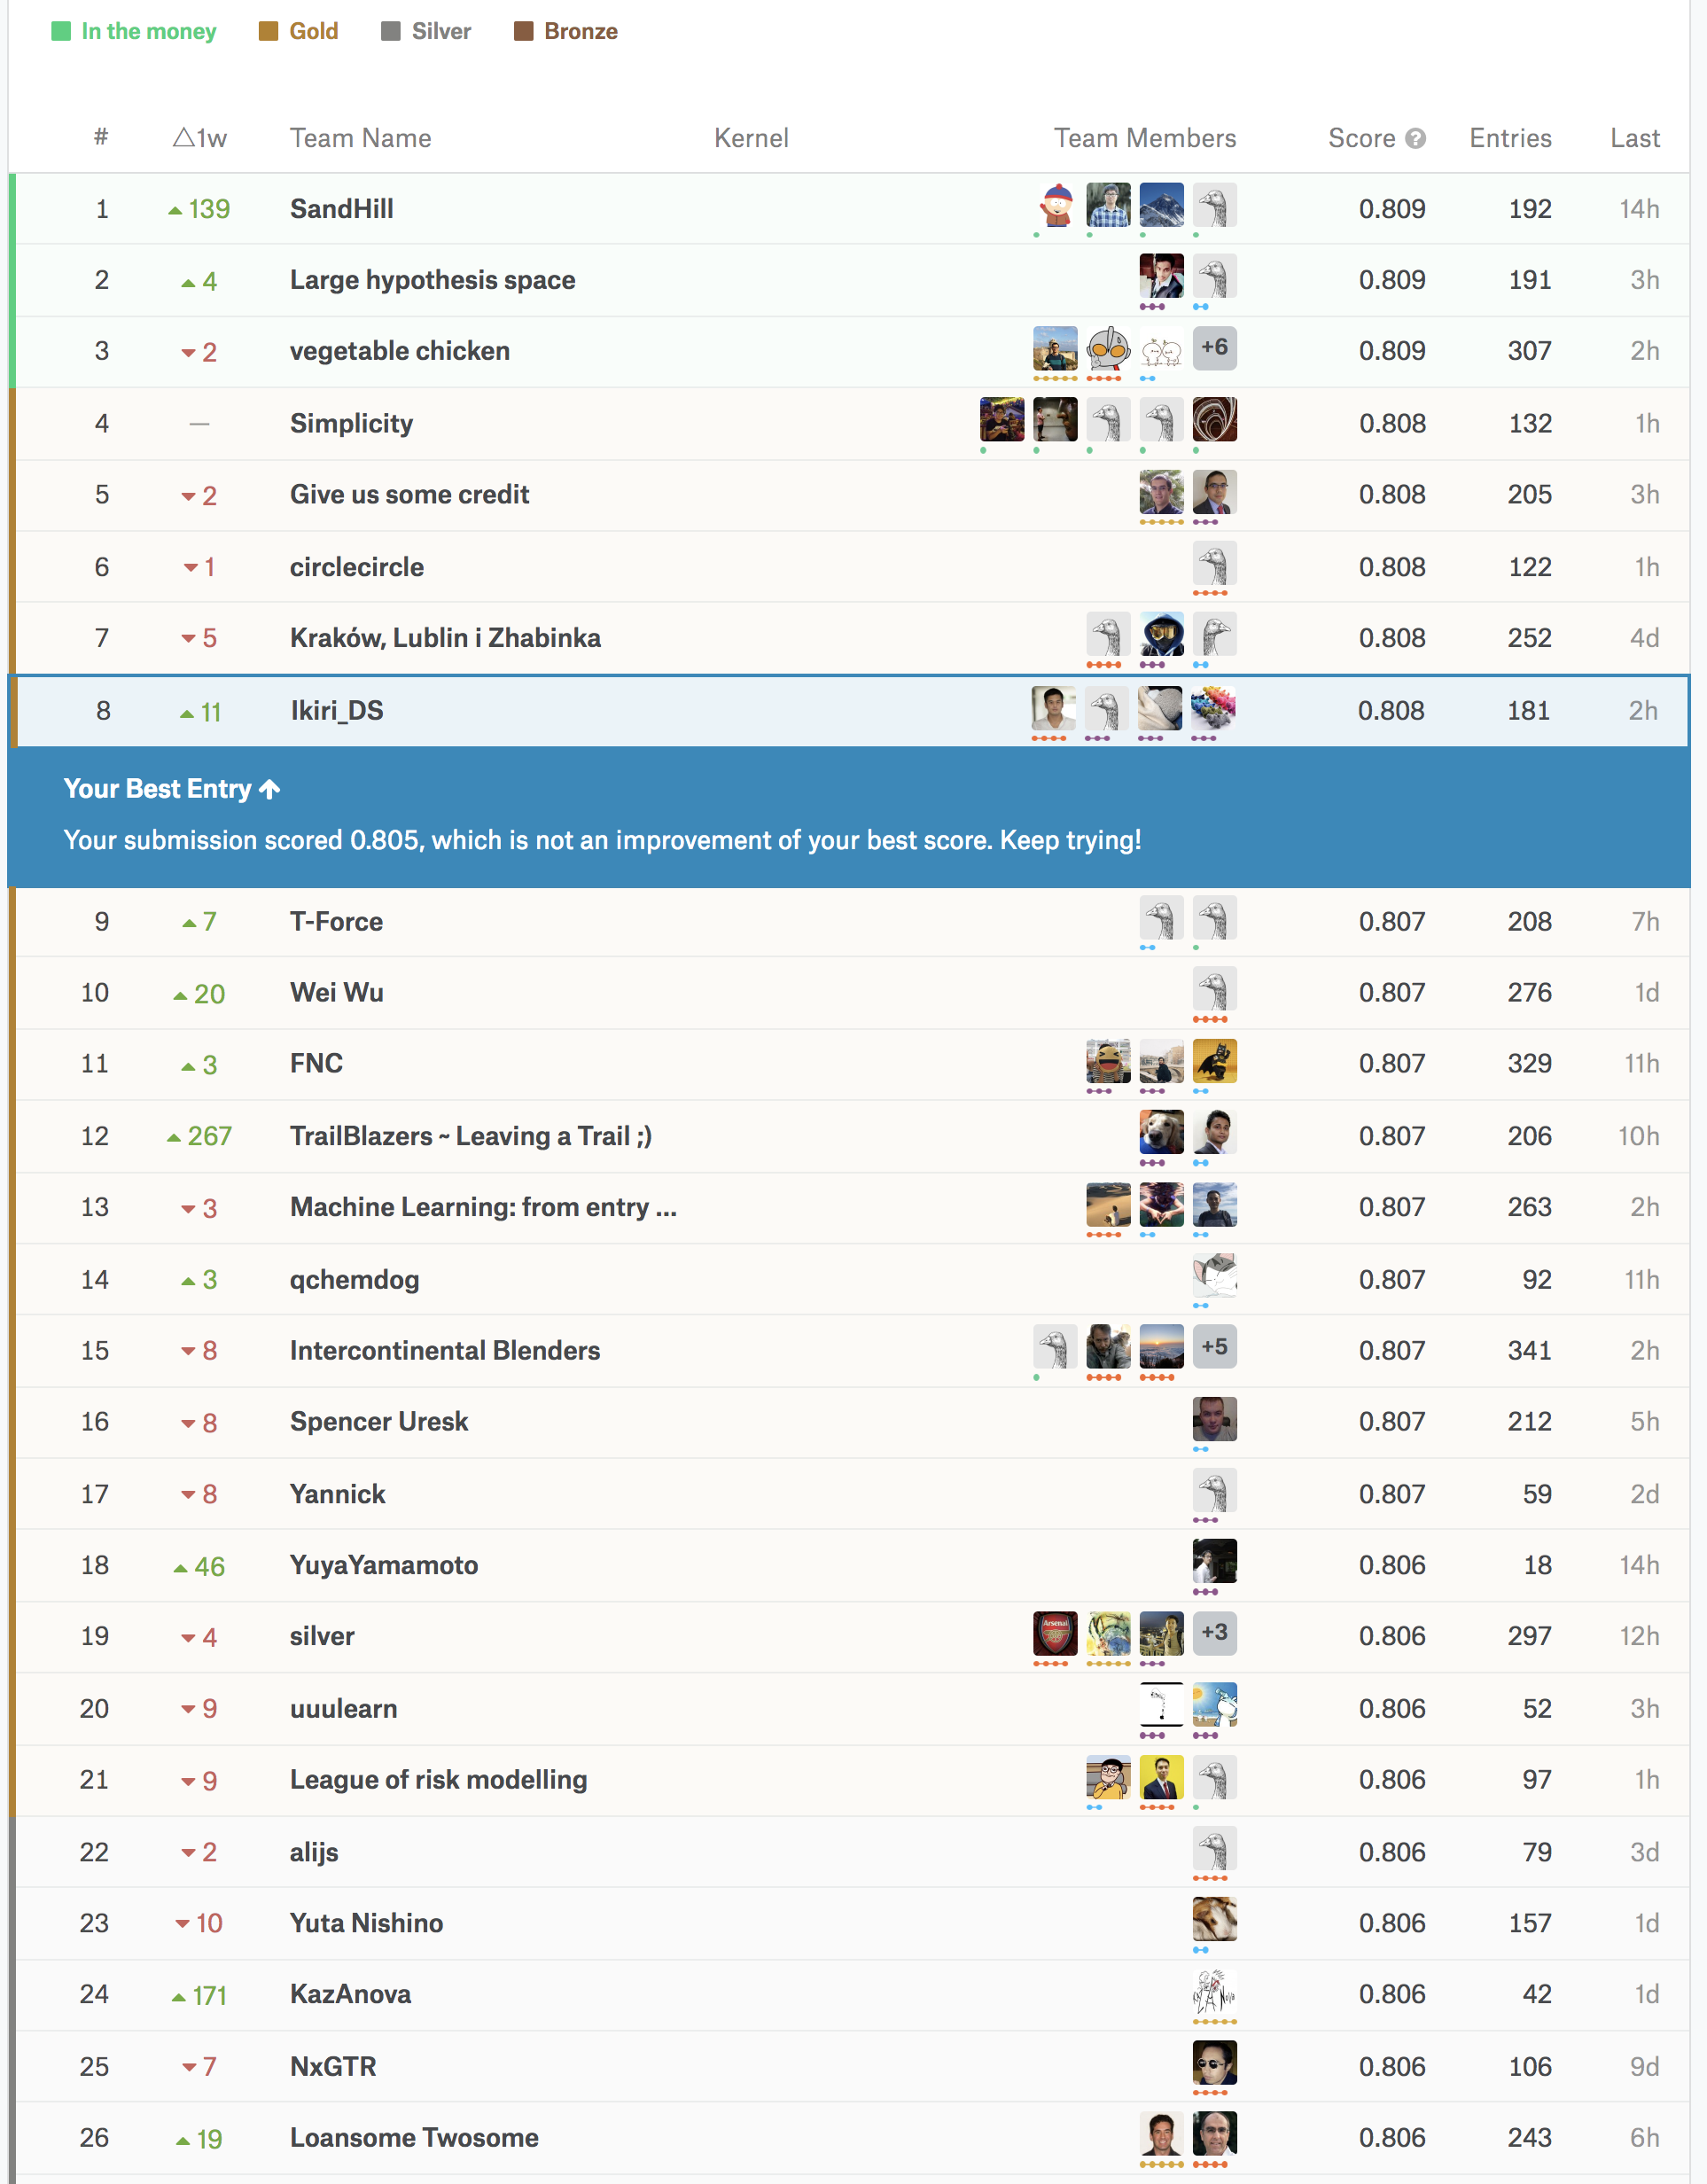 In the money Gold Silver Bronze
# △1w Team Name Kernel Team Members Score ? Entries Last
1 ▲ 139 SandHill 0.809 192 14h
2 ▲ 4 Large hypothesis space 0.809 191 3h
3 ▼ 2 vegetable chicken +6 0.809 307 2h
4 — Simplicity 0.808 132 1h
5 ▼ 2 Give us some credit 0.808 205 3h
6 ▼ 1 circlecircle 0.808 122 1h
7 ▼ 5 Kraków, Lublin i Zhabinka 0.808 252 4d
8 ▲ 11 Ikiri_DS 0.808 181 2h
Your Best Entry ↑
Your submission scored 0.805, which is not an improvement of your best score. Keep trying!
9 ▲ 7 T-Force 0.807 208 7h
10 ▲ 20 Wei Wu 0.807 276 1d
11 ▲ 3 FNC 0.807 329 11h
12 ▲ 267 TrailBlazers ~ Leaving a Trail ;) 0.807 206 10h
13 ▼ 3 Machine Learning: from entry ... 0.807 263 2h
14 ▲ 3 qchemdog 0.807 92 11h
15 ▼ 8 Intercontinental Blenders +5 0.807 341 2h
16 ▼ 8 Spencer Uresk 0.807 212 5h
17 ▼ 8 Yannick 0.807 59 2d
18 ▲ 46 YuyaYamamoto 0.806 18 14h
19 ▼ 4 silver Arsenal +3 0.806 297 12h
20 ▼ 9 uuulearn 0.806 52 3h
21 ▼ 9 League of risk modelling 0.806 97 1h
22 ▼ 2 alijs 0.806 79 3d
23 ▼ 10 Yuta Nishino 0.806 157 1d
24 ▲ 171 KazAnova 0.806 42 1d
25 ▼ 7 NxGTR 0.806 106 9d
26 ▲ 19 Loansome Twosome 0.806 243 6h